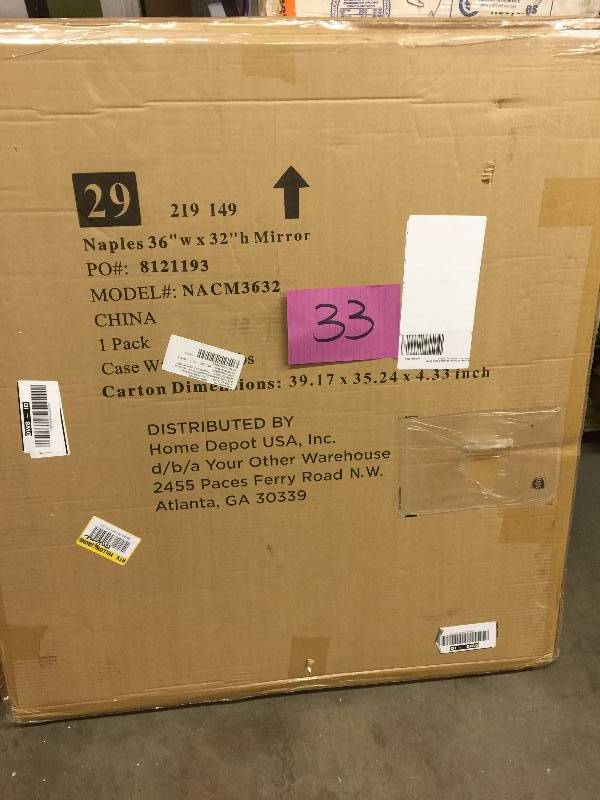 29
219 149
Naples 36"w x 32"h Mirror
PO#: 8121193
MODEL#: NACM3632
33
CHINA
1 Pack
Case W
Carton Dimensions: 39.17 x 35.24 x 4.33 inch
DISTRIBUTED BY
Home Depot USA, Inc.
d/b/a Your Other Warehouse
2455 Paces Ferry Road N.W.
Atlanta, GA 30339